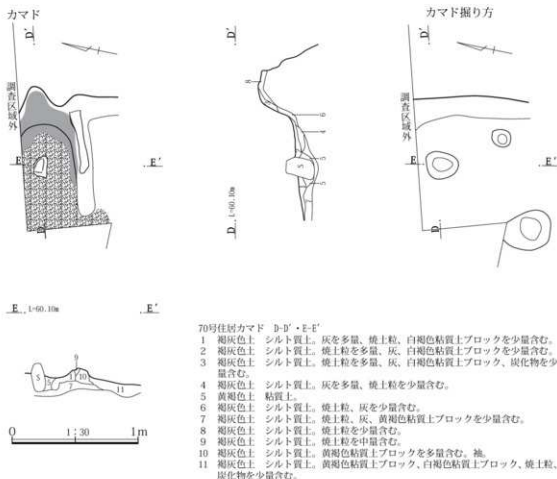 カマド
カマド掘り方
D′
D′
D′
調査区域外
調査区域外
8
6
4
5
5
S
E
E′
E
E′
D
D L=60.10m
D
E L=60.10m
E′
9
S
5
1
10
7
11
0 1:30 1m
70号住居カマド D-D′・E-E′
1 褐灰色土 シルト質土。灰を多量、焼土粒、白褐色粘質土ブロックを少量含む。
2 褐灰色土 シルト質土。焼土粒を多量、灰、白褐色粘質土ブロックを少量含む。
3 褐灰色土 シルト質土。焼土粒を多量、灰、白褐色粘質土ブロック、炭化物を少
量含む。
4 褐灰色土 シルト質土。灰を多量、焼土粒を少量含む。
5 黄褐色土 粘質土。
6 褐灰色土 シルト質土。焼土粒、灰を少量含む。
7 褐灰色土 シルト質土。焼土粒、灰、黄褐色粘質土ブロックを少量含む。
8 褐灰色土 シルト質土。焼土粒を少量含む。
9 褐灰色土 シルト質土。焼土粒を中量含む。
10 褐灰色土 シルト質土。黄褐色粘質土ブロックを多量含む。袖。
11 褐灰色土 シルト質土。黄褐色粘質土ブロック、白褐色粘質土ブロック、焼土粒、
炭化物を少量含む。